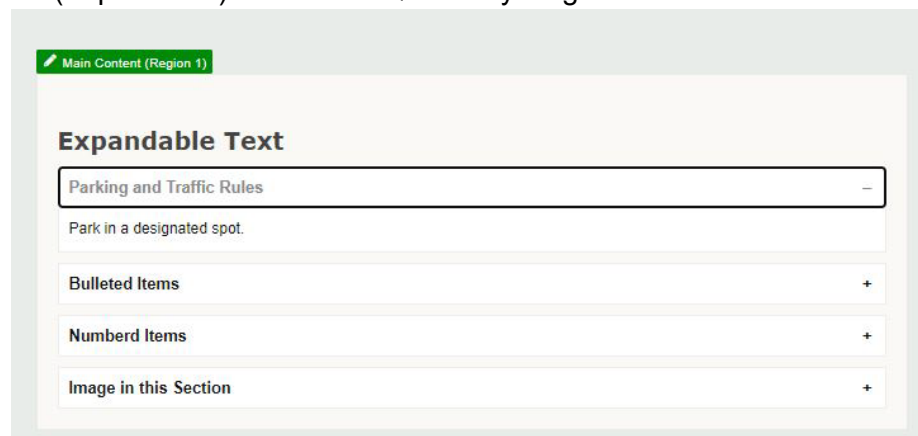 Main Content (Region 1)
Expandable Text
Parking and Traffic Rules –
Park in a designated spot.
Bulleted Items +
Numberd Items +
Image in this Section +